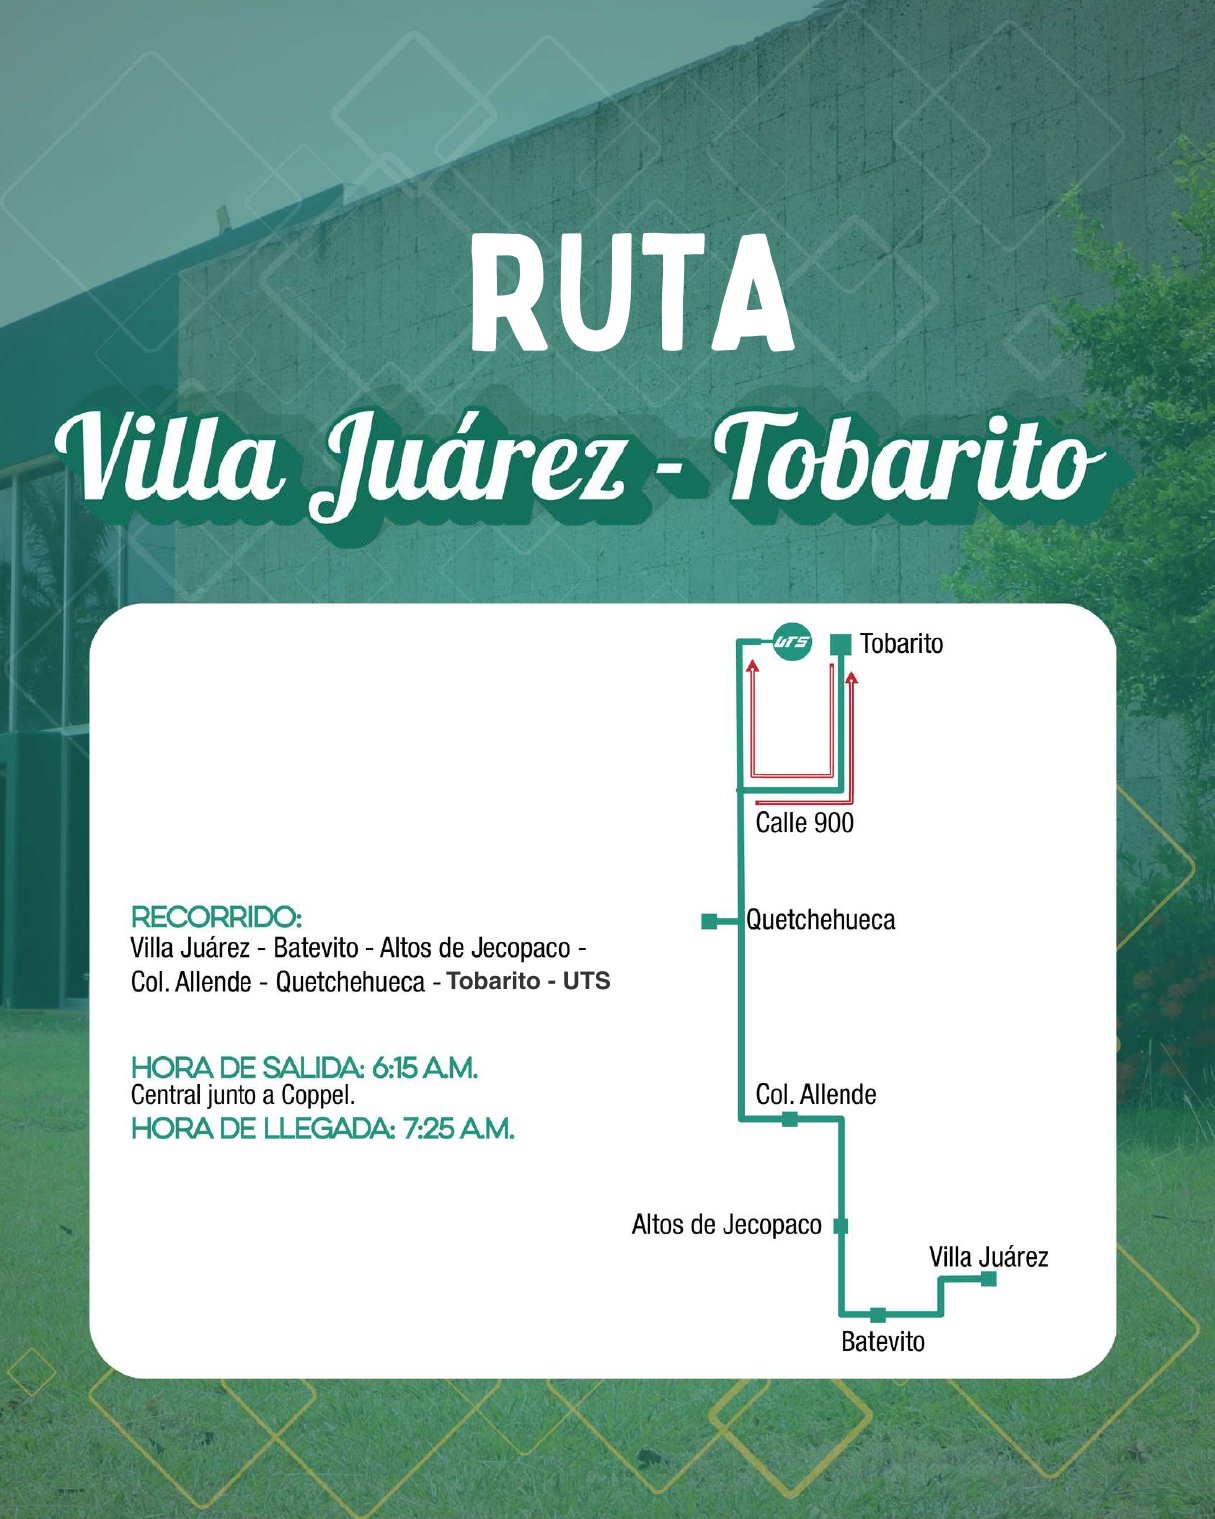 RUTA
Villa Juárez - Tobarito
UTS
Tobarito
Calle 900
Quetchehueca
RECORRIDO:
Villa Juárez - Batevito - Altos de Jecopaco -
Col. Allende - Quetchehueca - Tobarito - UTS
HORA DE SALIDA: 6:15 A.M.
Central junto a Coppel.
HORA DE LLEGADA: 7:25 A.M.
Col. Allende
Altos de Jecopaco
Villa Juárez
Batevito